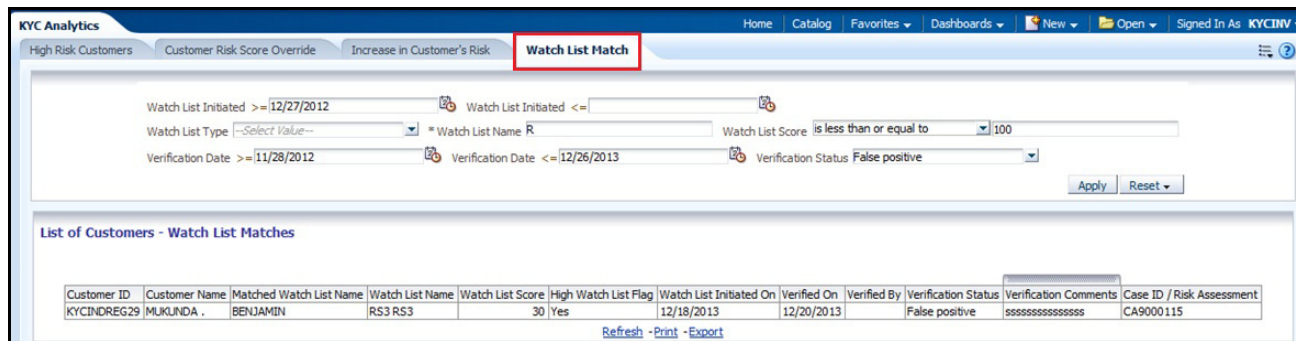 KYC Analytics Home Catalog Favorites Dashboards New Open Signed In As KYCINV
High Risk Customers Customer Risk Score Override Increase in Customer's Risk Watch List Match
Watch List Initiated >= 12/27/2012 Watch List Initiated <=
Watch List Type --Select Value-- * Watch List Name R Watch List Score is less than or equal to 100
Verification Date >= 11/28/2012 Verification Date <= 12/26/2013 Verification Status False positive
Apply Reset
List of Customers - Watch List Matches
Customer ID Customer Name Matched Watch List Name Watch List Name Watch List Score High Watch List Flag Watch List Initiated On Verified On Verified By Verification Status Verification Comments Case ID / Risk Assessment
KYCINDREG29 MUKUNDA . BENJAMIN RS3 RS3 30 Yes 12/18/2013 12/20/2013 False positive sssssssssssssss CA9000115
Refresh - Print - Export